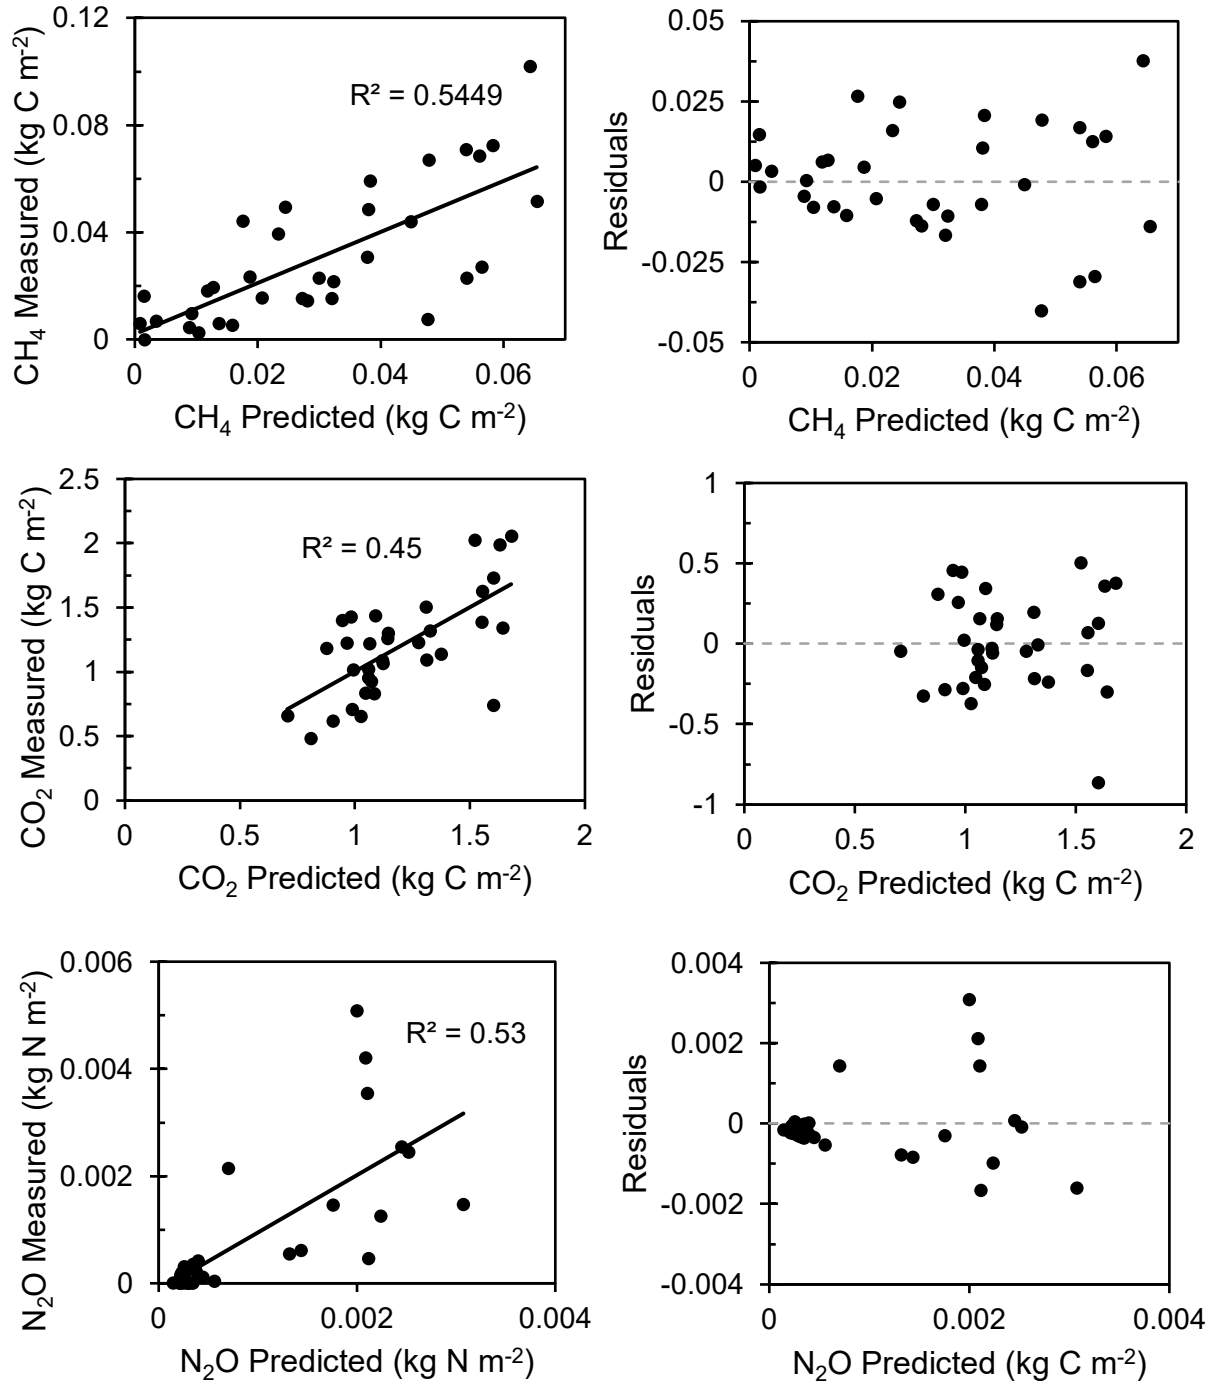 CH₄ Measured (kg C m⁻²)
0.12
0.08
0.04
0
R² = 0.5449
0 0.02 0.04 0.06
CH₄ Predicted (kg C m⁻²)
Residuals
0.05
0.025
0
-0.025
-0.05
0 0.02 0.04 0.06
CH₄ Predicted (kg C m⁻²)
CO₂ Measured (kg C m⁻²)
2.5
2
1.5
1
0.5
0
R² = 0.45
0 0.5 1 1.5 2
CO₂ Predicted (kg C m⁻²)
Residuals
1
0.5
0
-0.5
-1
0 0.5 1 1.5 2
CO₂ Predicted (kg C m⁻²)
N₂O Measured (kg N m⁻²)
0.006
0.004
0.002
0
R² = 0.53
0 0.002 0.004
N₂O Predicted (kg N m⁻²)
Residuals
0.004
0.002
0
-0.002
-0.004
0 0.002 0.004
N₂O Predicted (kg C m⁻²)